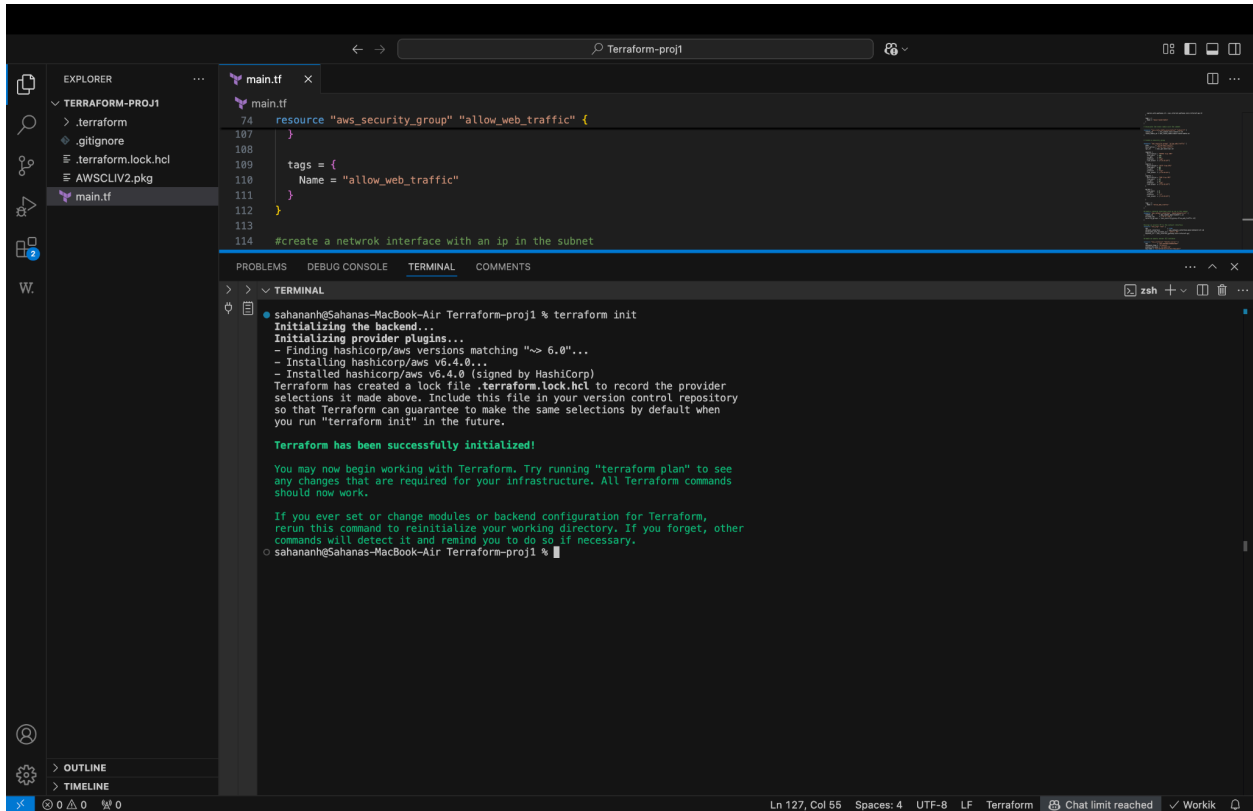 Terraform-proj1
EXPLORER
TERRAFORM-PROJ1
.terraform
.gitignore
.terraform.lock.hcl
AWSCLIV2.pkg
main.tf
2
W.
OUTLINE
TIMELINE
main.tf
main.tf
74 resource "aws_security_group" "allow_web_traffic" {
107 }
108
109 tags = {
110 Name = "allow_web_traffic"
111 }
112 }
113
114 #create a netwrok interface with an ip in the subnet
PROBLEMS DEBUG CONSOLE TERMINAL COMMENTS
TERMINAL
zsh
sahananh@Sahanas-MacBook-Air Terraform-proj1 % terraform init
Initializing the backend...
Initializing provider plugins...
- Finding hashicorp/aws versions matching "~> 6.0"...
- Installing hashicorp/aws v6.4.0...
- Installed hashicorp/aws v6.4.0 (signed by HashiCorp)
Terraform has created a lock file .terraform.lock.hcl to record the provider
selections it made above. Include this file in your version control repository
so that Terraform can guarantee to make the same selections by default when
you run "terraform init" in the future.
Terraform has been successfully initialized!
You may now begin working with Terraform. Try running "terraform plan" to see
any changes that are required for your infrastructure. All Terraform commands
should now work.
If you ever set or change modules or backend configuration for Terraform,
rerun this command to reinitialize your working directory. If you forget, other
commands will detect it and remind you to do so if necessary.
sahananh@Sahanas-MacBook-Air Terraform-proj1 %
0 0 0 Ln 127, Col 55 Spaces: 4 UTF-8 LF Terraform Chat limit reached Workik